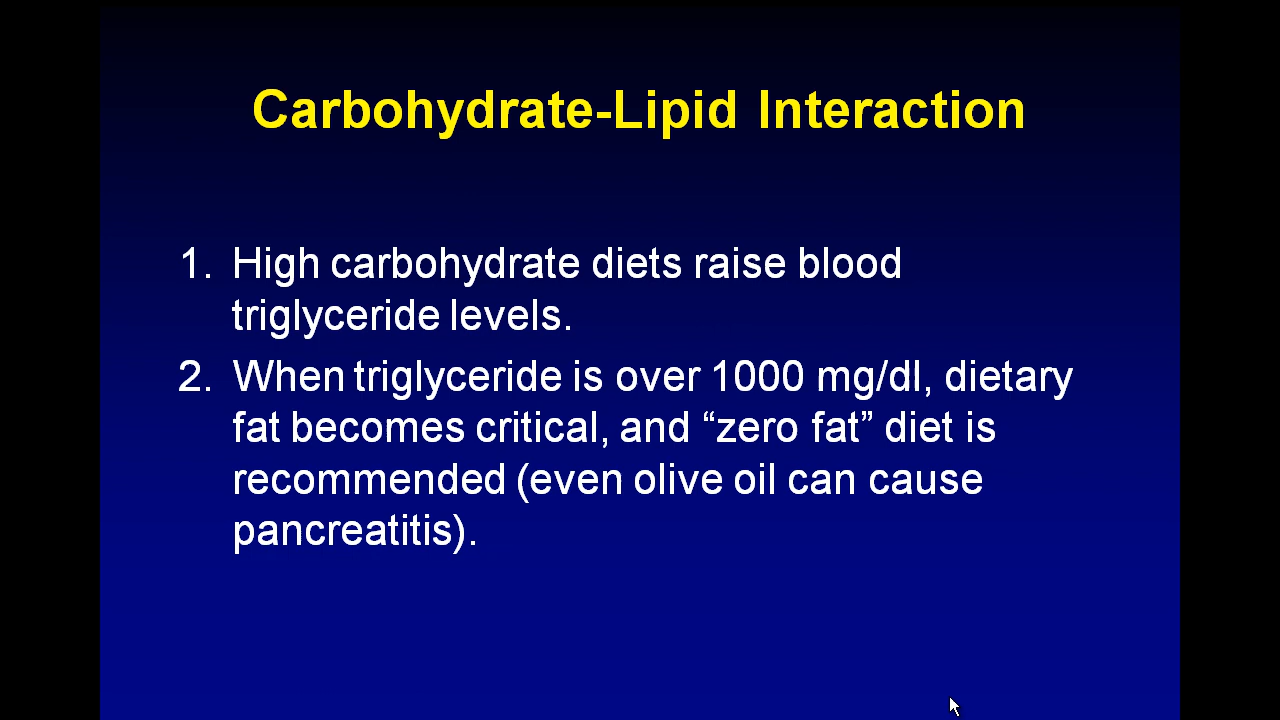 Carbohydrate-Lipid Interaction
1. High carbohydrate diets raise blood
triglyceride levels.
2. When triglyceride is over 1000 mg/dl, dietary
fat becomes critical, and “zero fat” diet is
recommended (even olive oil can cause
pancreatitis).